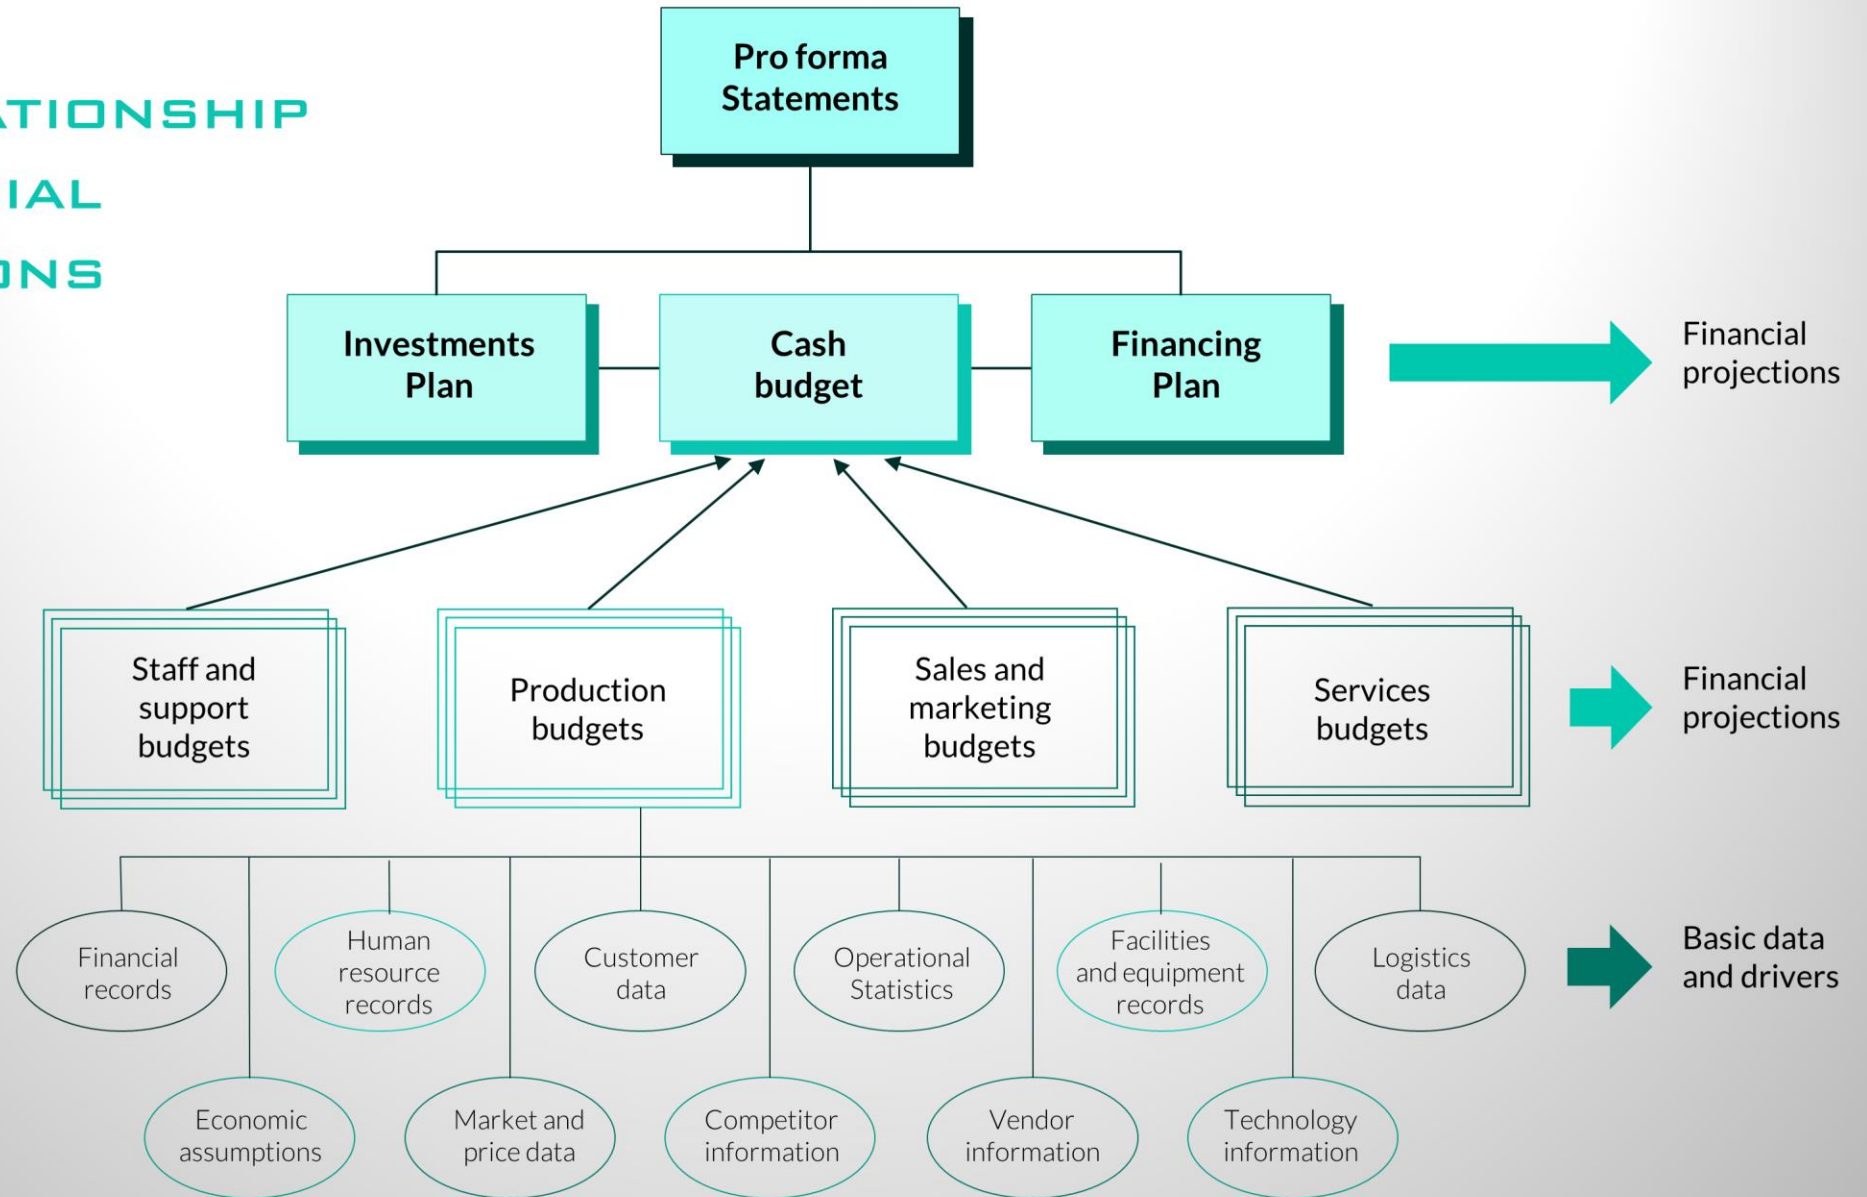 Pro forma
Statements
ATIONSHIP
IAL
ONS
Investments
Plan
Cash
budget
Financing
Plan
Financial
projections
Staff and
support
budgets
Production
budgets
Sales and
marketing
budgets
Services
budgets
Financial
projections
Financial
records
Human
resource
records
Customer
data
Operational
Statistics
Facilities
and equipment
records
Logistics
data
Basic data
and drivers
Economic
assumptions
Market and
price data
Competitor
information
Vendor
information
Technology
information